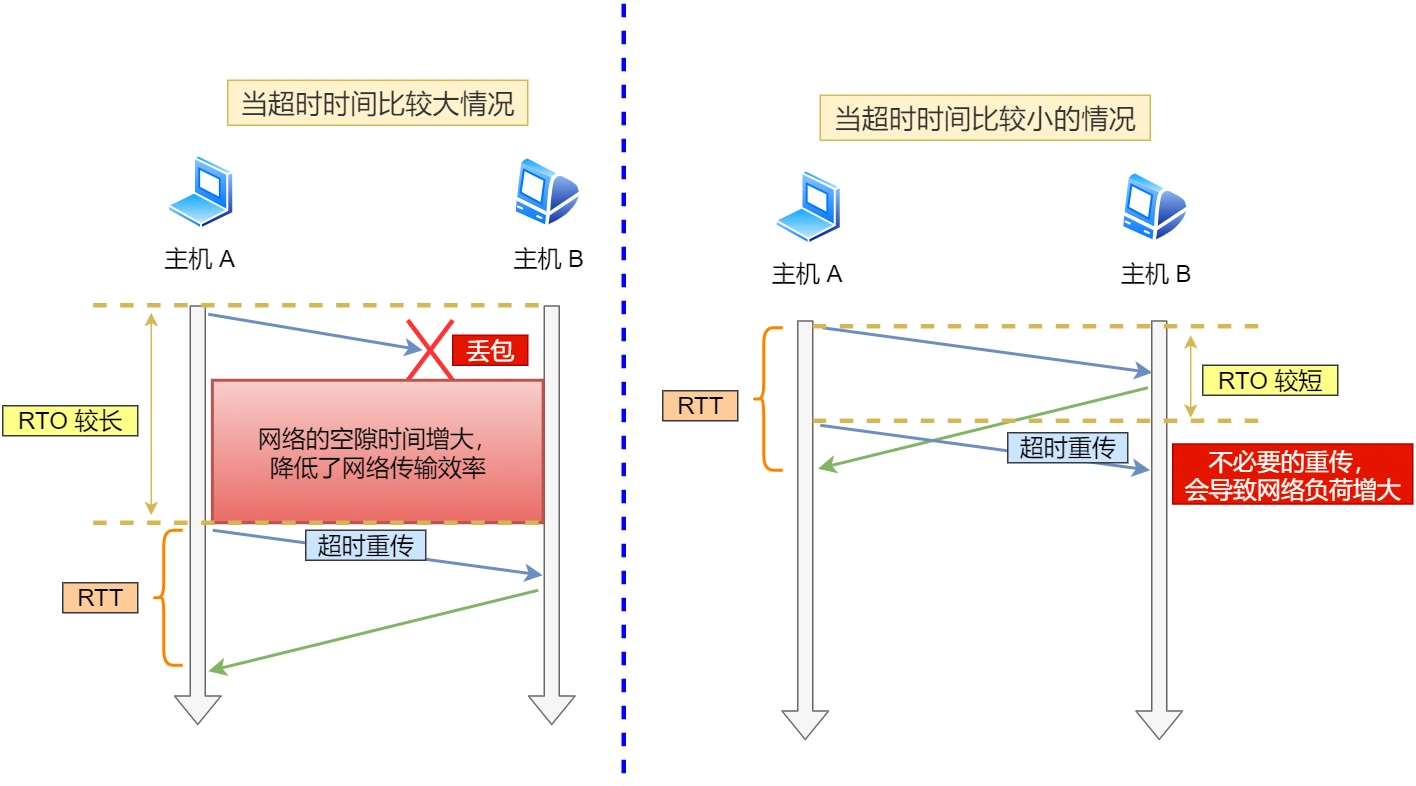 当超时时间比较大情况
主机 A
主机 B
丢包
RTO 较长
网络的空隙时间增大，
降低了网络传输效率
超时重传
RTT
当超时时间比较小的情况
主机 A
主机 B
RTT
RTO 较短
超时重传
不必要的重传，
会导致网络负荷增大